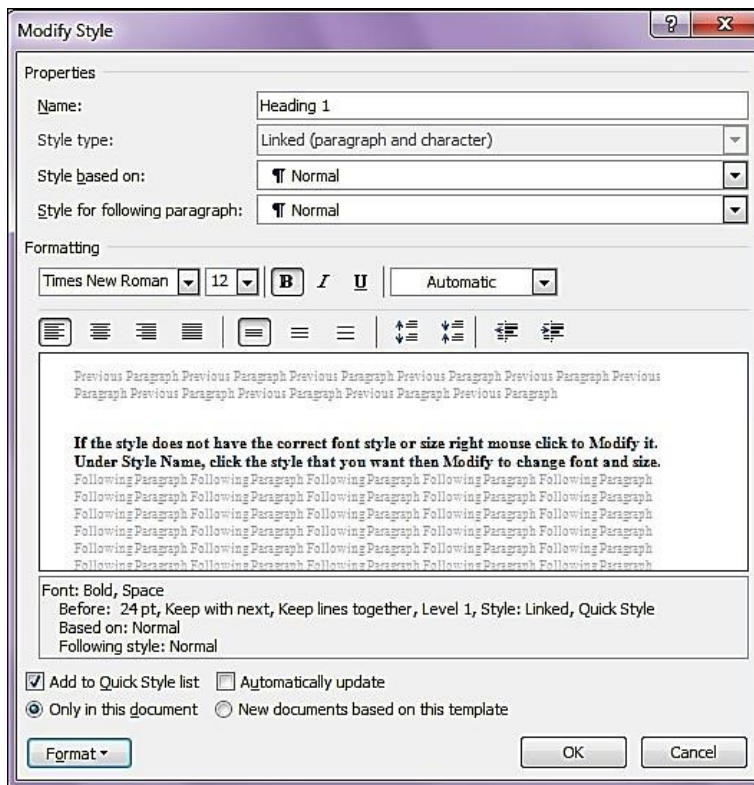 Modify Style
Properties
Name: Heading 1
Style type: Linked (paragraph and character)
Style based on: ¶ Normal
Style for following paragraph: ¶ Normal
Formatting
Times New Roman 12 B I U Automatic
Previous Paragraph Previous Paragraph Previous Paragraph Previous Paragraph Previous Paragraph Previous
Paragraph Previous Paragraph Previous Paragraph Previous Paragraph Previous Paragraph
If the style does not have the correct font style or size right mouse click to Modify it.
Under Style Name, click the style that you want then Modify to change font and size.
Following Paragraph Following Paragraph Following Paragraph Following Paragraph Following Paragraph
Following Paragraph Following Paragraph Following Paragraph Following Paragraph Following Paragraph
Following Paragraph Following Paragraph Following Paragraph Following Paragraph Following Paragraph
Following Paragraph Following Paragraph Following Paragraph Following Paragraph Following Paragraph
Following Paragraph Following Paragraph Following Paragraph Following Paragraph Following Paragraph
Following Paragraph Following Paragraph Following Paragraph Following Paragraph Following Paragraph
Font: Bold, Space
Before: 24 pt, Keep with next, Keep lines together, Level 1, Style: Linked, Quick Style
Based on: Normal
Following style: Normal
Add to Quick Style list Automatically update
Only in this document New documents based on this template
Format OK Cancel